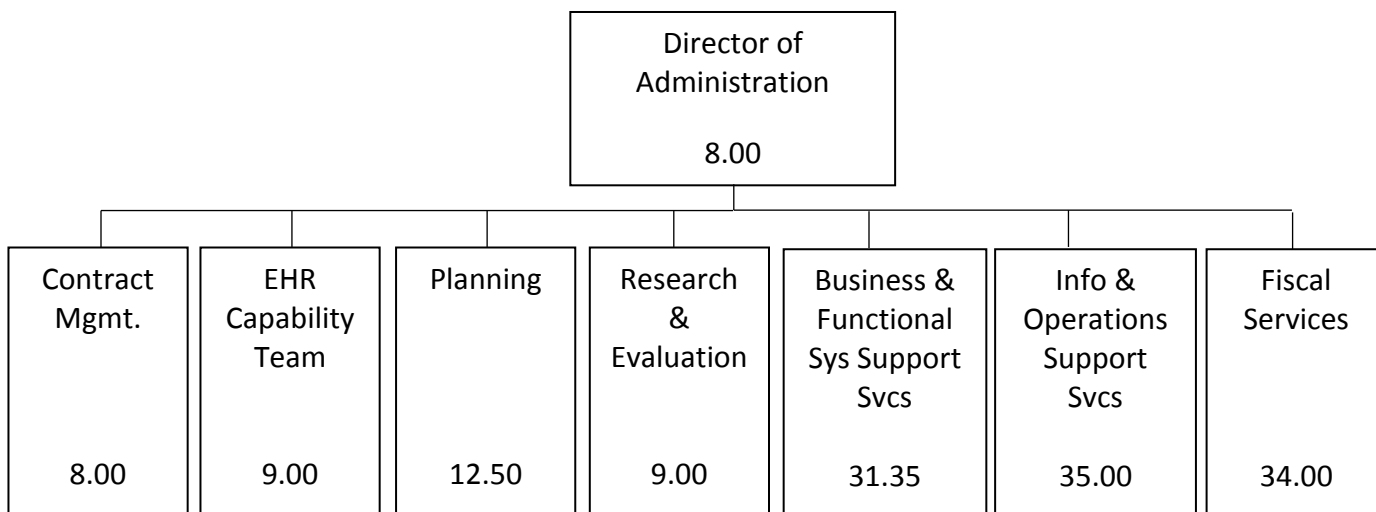 Director of
Administration
8.00
Contract
Mgmt.
8.00
EHR
Capability
Team
9.00
Planning
12.50
Research
&
Evaluation
9.00
Business &
Functional
Sys Support
Svcs
31.35
Info &
Operations
Support
Svcs
35.00
Fiscal
Services
34.00